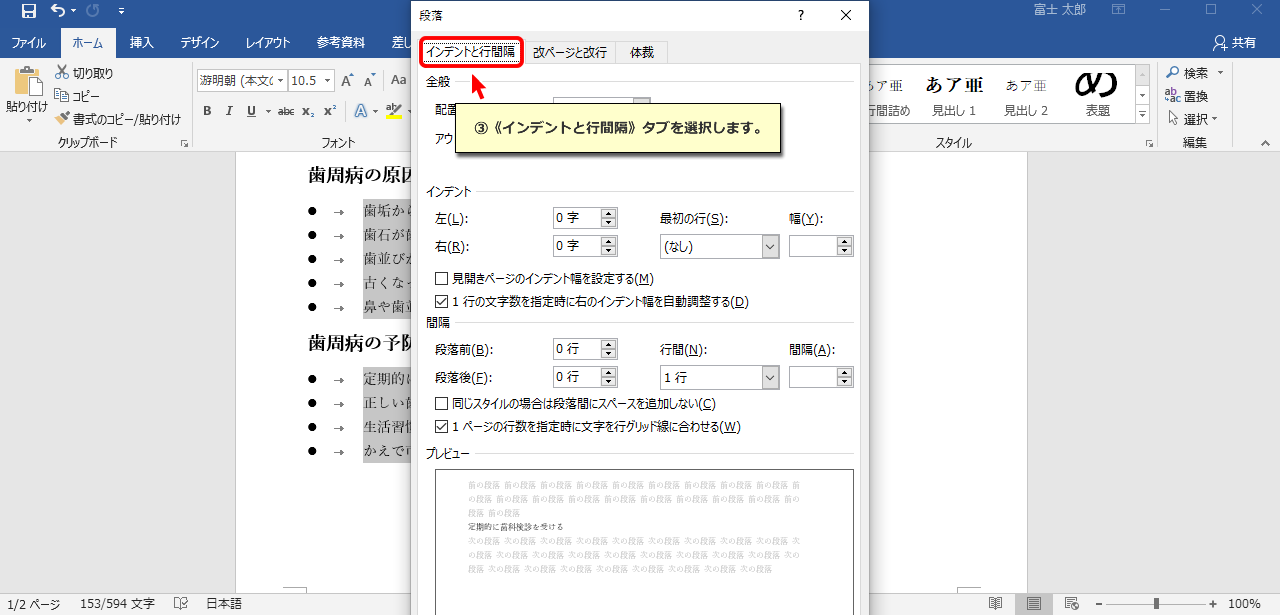 段落
富士 太郎
ファイル ホーム 挿入 デザイン レイアウト 参考資料 差し 共有
インデントと行間隔 改ページと改行 体裁
切り取り
コピー
書式のコピー/貼り付け
貼り付け
クリップボード
游明朝 (本文の 10.5
Aa
B I U abc x₂ x²
フォント
全般
配置
アウ
③《インデントと行間隔》タブを選択します。
あア亜 あア亜
行間詰め 見出し 1 見出し 2 表題
スタイル
検索
置換
選択
編集
歯周病の原因
歯垢か
歯石が
歯並び
古くな
鼻や歯
歯周病の予防
定期的に
正しい
生活習慣
かえで
インデント
左(L): 0 字 最初の行(S): 幅(Y):
右(R): 0 字 (なし)
見開きページのインデント幅を設定する(M)
1 行の文字数を指定時に右のインデント幅を自動調整する(D)
間隔
段落前(B): 0 行 行間(N): 間隔(A):
段落後(F): 0 行 1 行
同じスタイルの場合は段落間にスペースを追加しない(C)
1 ページの行数を指定時に文字を行グリッド線に合わせる(W)
プレビュー
前の段落 前の段落 前の段落 前の段落 前の段落 前の段落 前の段落 前の段落 前の段落 前
の段落 前の段落 前の段落 前の段落 前の段落 前の段落 前の段落 前の段落 前の段落 前の
段落 前の段落
定期的に歯科検診を受ける
次の段落 次の段落 次の段落 次の段落 次の段落 次の段落 次の段落 次の段落 次の段落 次
の段落 次の段落 次の段落 次の段落 次の段落 次の段落 次の段落 次の段落 次の段落 次の
段落 次の段落 次の段落 次の段落 次の段落 次の段落 次の段落 次の段落 次の段落
1/2 ページ 153/594 文字 日本語 100%